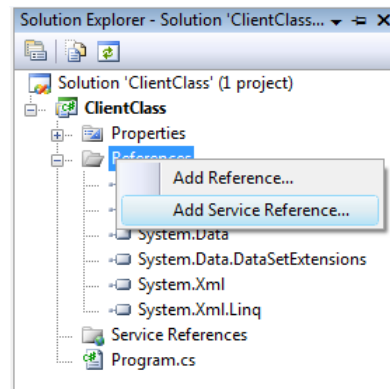 Solution Explorer - Solution 'ClientClass...
Solution 'ClientClass' (1 project)
ClientClass
Properties
References
Add Reference...
Add Service Reference...
System.Data
System.Data.DataSetExtensions
System.Xml
System.Xml.Linq
Service References
Program.cs